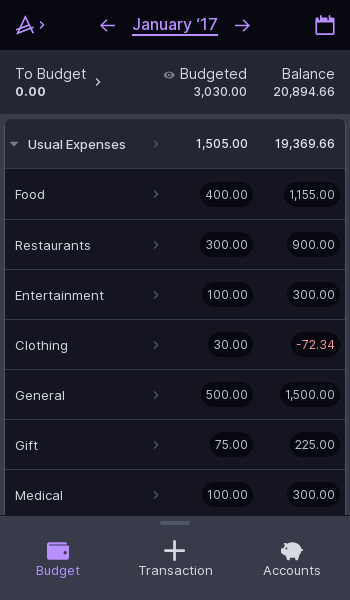 January ‘17
To Budget Budgeted Balance
0.00 3,030.00 20,894.66
Usual Expenses 1,505.00 19,369.66
Food 400.00 1,155.00
Restaurants 300.00 900.00
Entertainment 100.00 300.00
Clothing 30.00 -72.34
General 500.00 1,500.00
Gift 75.00 225.00
Medical 100.00 300.00
Budget Transaction Accounts